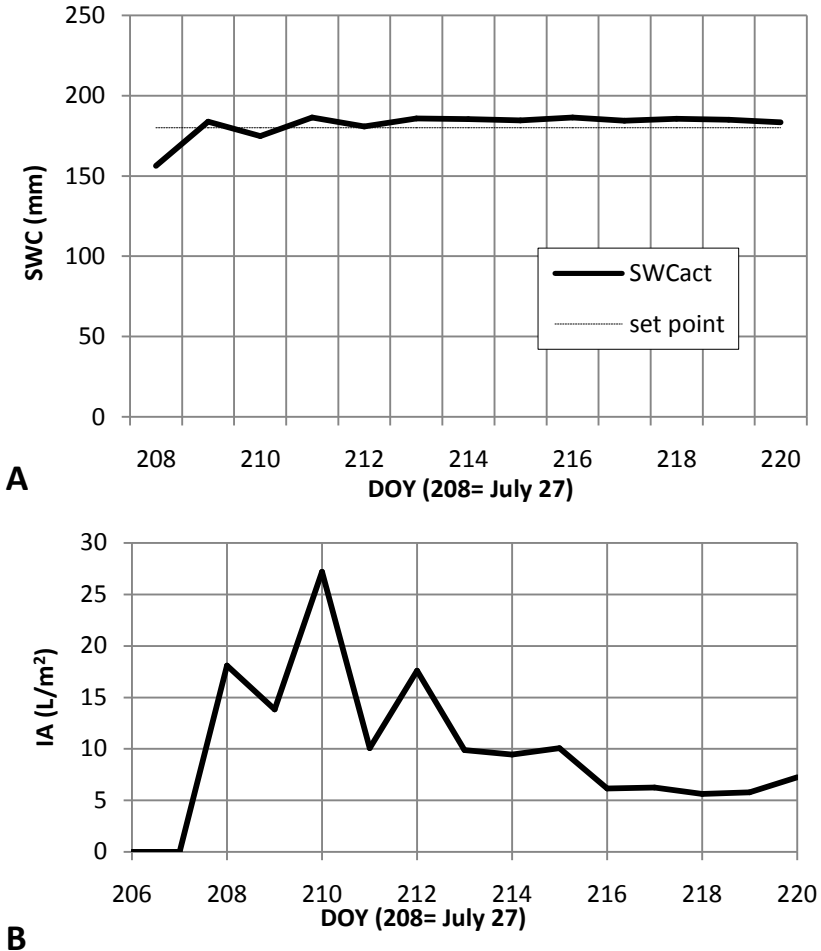 250
200
150
100
50
0
SWC (mm)
SWCact
set point
208 210 212 214 216 218 220
DOY (208= July 27)
A
30
25
20
15
10
5
0
IA (L/m²)
206 208 210 212 214 216 218 220
DOY (208= July 27)
B